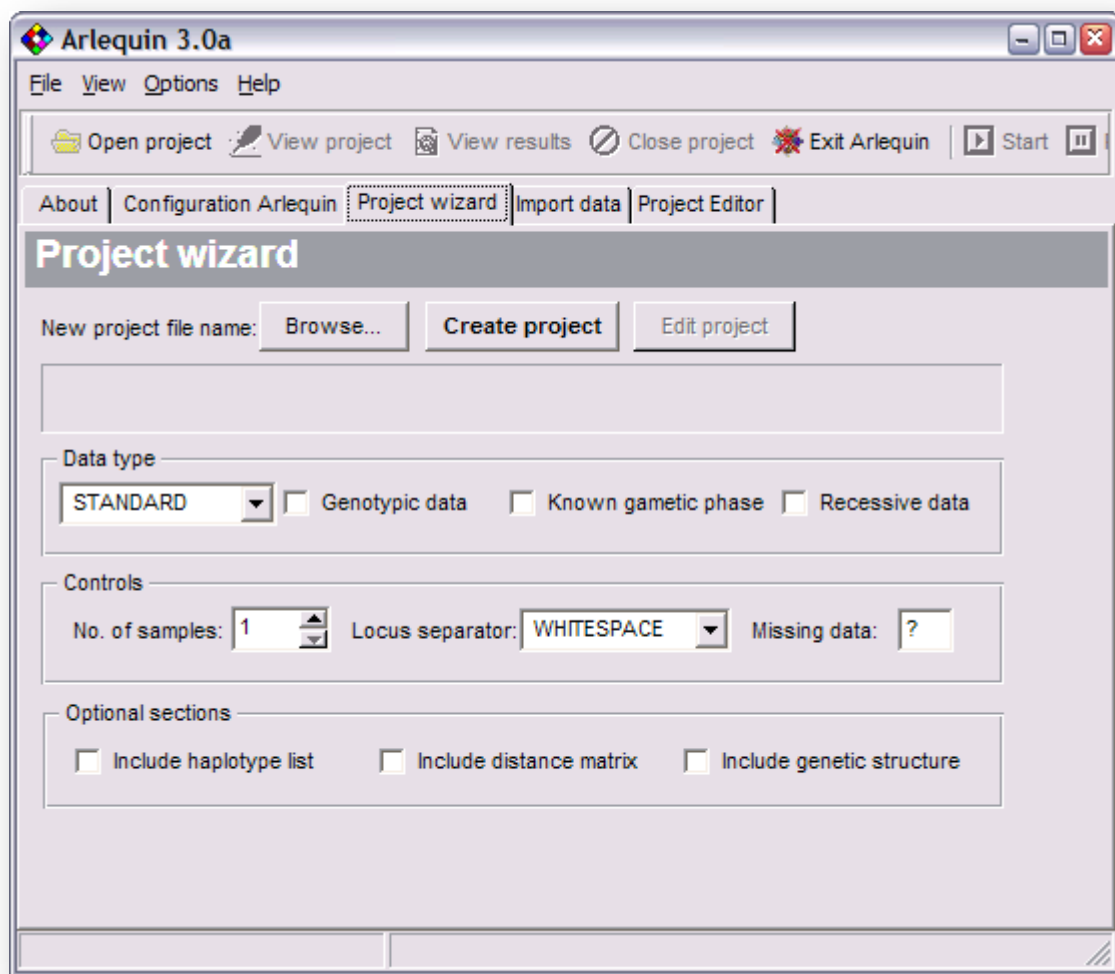 Arlequin 3.0a
File View Options Help
Open project View project View results Close project Exit Arlequin Start
About Configuration Arlequin Project wizard Import data Project Editor
Project wizard
New project file name: Browse... Create project Edit project
Data type
STANDARD Genotypic data Known gametic phase Recessive data
Controls
No. of samples: 1 Locus separator: WHITESPACE Missing data: ?
Optional sections
Include haplotype list Include distance matrix Include genetic structure